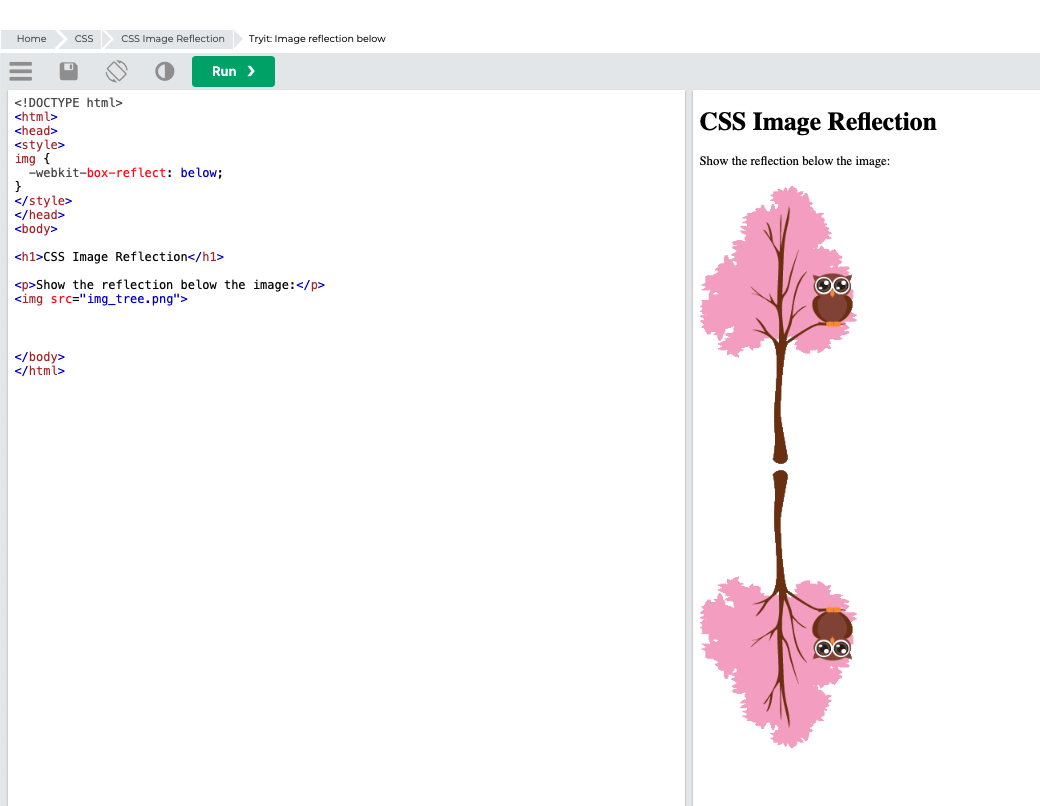 Home CSS CSS Image Reflection Tryit: Image reflection below
Run ❯
<!DOCTYPE html>
<html>
<head>
<style>
img {
  -webkit-box-reflect: below;
}
</style>
</head>
<body>
<h1>CSS Image Reflection</h1>
<p>Show the reflection below the image:</p>
<img src="img_tree.png">
</body>
</html>
CSS Image Reflection
Show the reflection below the image: